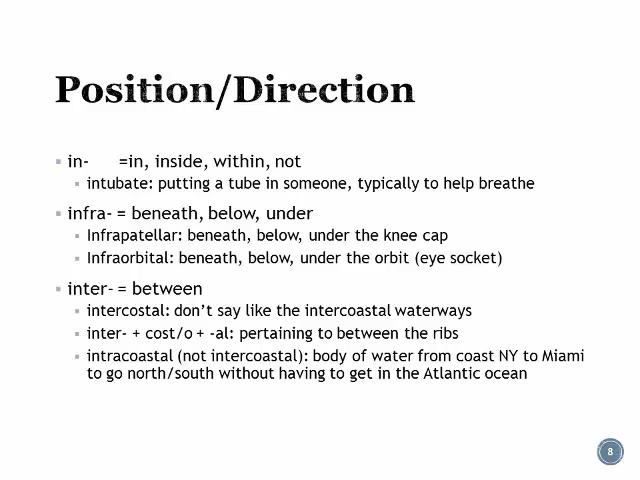 Position/Direction
in- =in, inside, within, not
intubate: putting a tube in someone, typically to help breathe
infra- = beneath, below, under
Infrapatellar: beneath, below, under the knee cap
Infraorbital: beneath, below, under the orbit (eye socket)
inter- = between
intercostal: don't say like the intercoastal waterways
inter- + cost/o + -al: pertaining to between the ribs
intracoastal (not intercoastal): body of water from coast NY to Miami
to go north/south without having to get in the Atlantic ocean
8